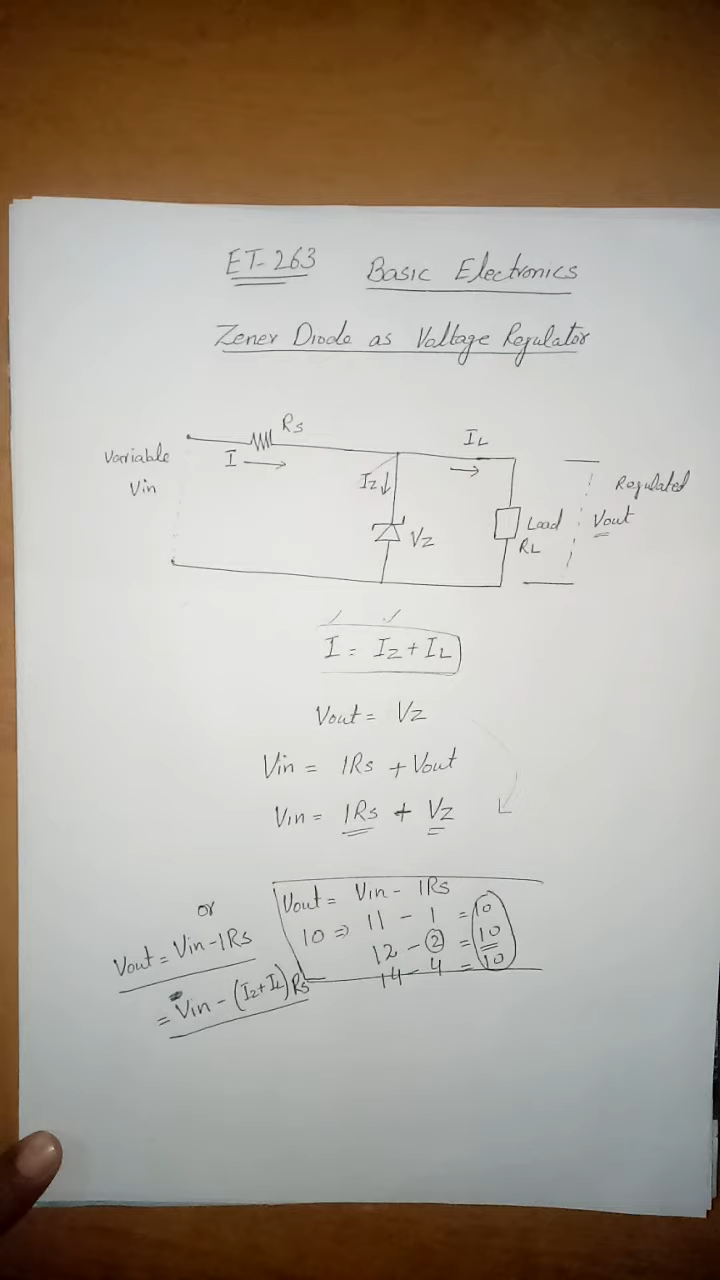 ET-263 Basic Electronics
Zener Diode as Voltage Regulator
Rs
IL
Variable
Vin
I
Iz
Vz
Load
RL
Regulated
Vout
I = Iz + IL
Vout = Vz
Vin = IRs + Vout
Vin = IRs + Vz
or
Vout = Vin - IRs
= Vin - (Iz+IL) Rs
Vout = Vin - IRs
10 ⇒ 11 - 1 = 10
12 - 2 = 10
14 - 4 = 10